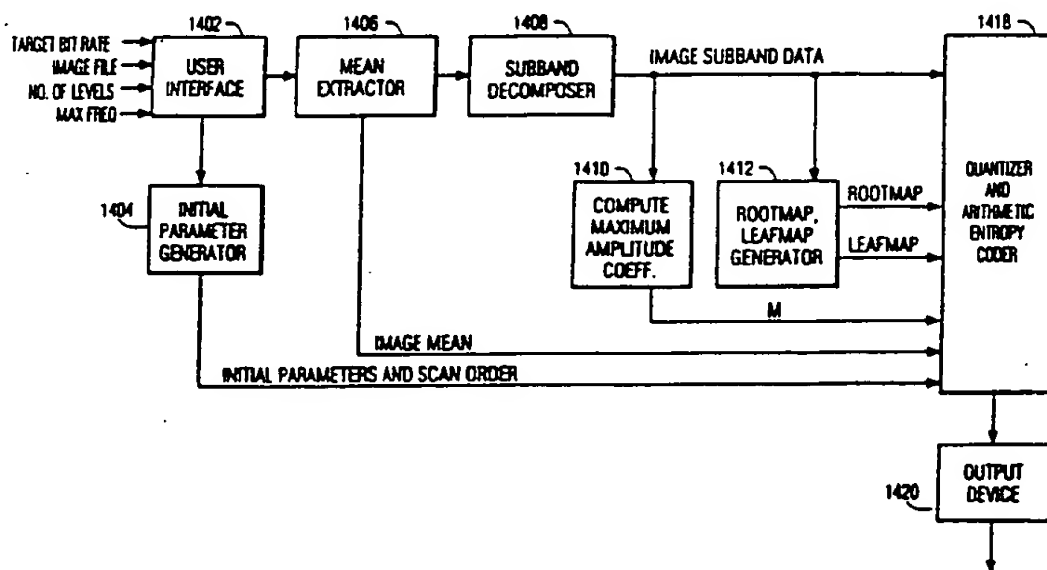 TARGET BIT RATE
IMAGE FILE
NO. OF LEVELS
MAX FREQ
1402
USER
INTERFACE
1406
MEAN
EXTRACTOR
1408
SUBBAND
DECOMPOSER
IMAGE SUBBAND DATA
1418
QUANTIZER
AND
ARITHMETIC
ENTROPY
CODER
1404
INITIAL
PARAMETER
GENERATOR
1410
COMPUTE
MAXIMUM
AMPLITUDE
COEFF.
1412
ROOTMAP,
LEAFMAP
GENERATOR
ROOTMAP
LEAFMAP
M
IMAGE MEAN
INITIAL PARAMETERS AND SCAN ORDER
1420
OUTPUT
DEVICE